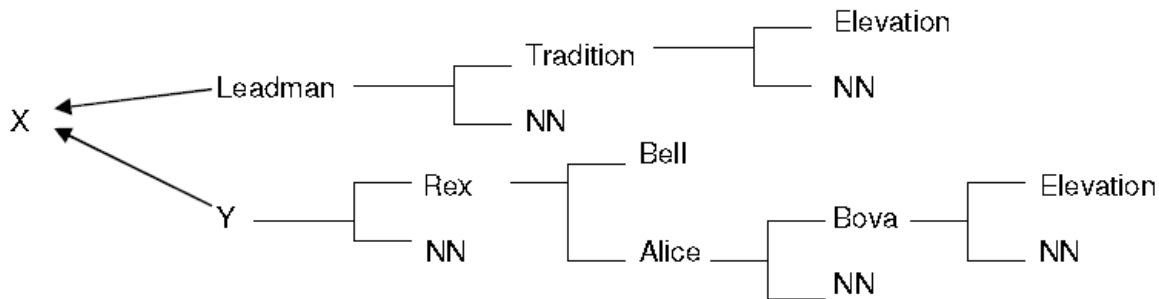 Elevation
Tradition
Leadman
NN
X
NN
Bell
Rex
Elevation
Y
Bova
NN
Alice
NN
NN